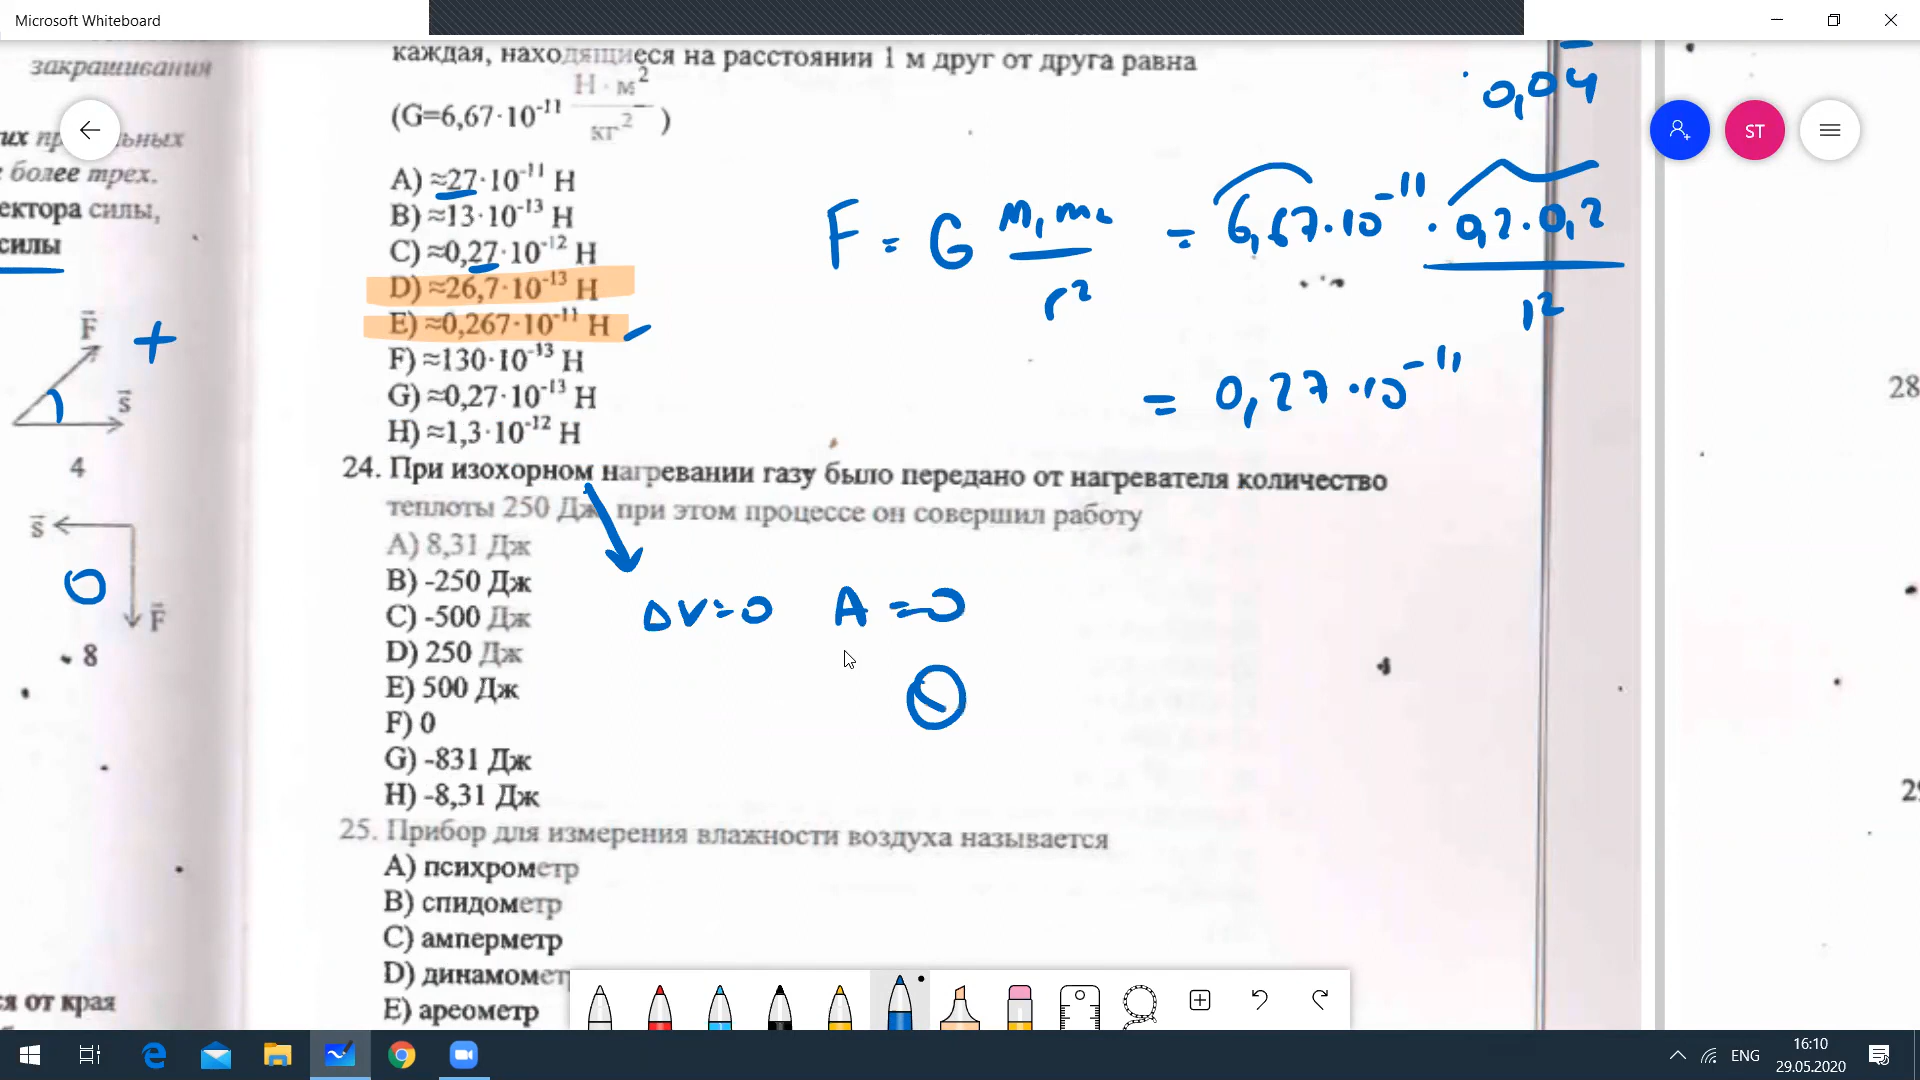 Microsoft Whiteboard
закрашивания
более трех.
силы,
силы
F
S
4
S
F
8
+
0
каждая, находящиеся на расстоянии 1 м друг от друга равна
(G=6,67·10⁻¹¹ Н·м²/кг²)
A) ≈27·10⁻¹¹ Н
B) ≈13·10⁻¹³ Н
C) ≈0,27·10⁻¹² Н
D) ≈26,7·10⁻¹³ Н
E) ≈0,267·10⁻¹¹ Н
F) ≈130·10⁻¹³ Н
G) ≈0,27·10⁻¹³ Н
H) ≈1,3·10⁻¹² Н
0,04
F = G m₁m₂/r² = 6,67·10⁻¹¹ · 0,2·0,2/1²
= 0,27·10⁻¹¹
24. При изохорном нагревании газу было передано от нагревателя количество
теплоты 250 Дж, при этом процессе он совершил работу
A) 8,31 Дж
B) -250 Дж
C) -500 Дж
D) 250 Дж
E) 500 Дж
F) 0
G) -831 Дж
H) -8,31 Дж
ΔV=0 A=0
25. Прибор для измерения влажности воздуха называется
A) психрометр
B) спидометр
C) амперметр
D) динамомет
E) ареометр
ся от края
28
ST
ENG
16:10
29.05.2020